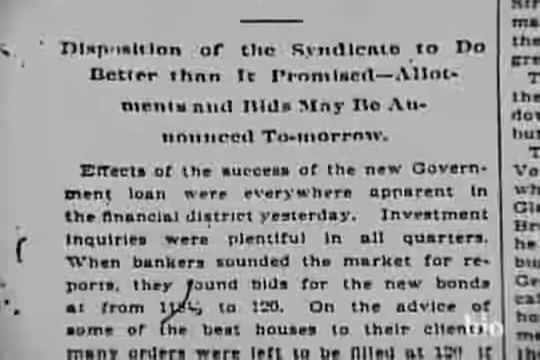 Disposition of the Syndicate to Do
Better than It Promised—Allot-
ments and Bids May Be An-
nounced To-morrow.
Effects of the success of the new Govern-
ment loan were everywhere apparent in
the financial district yesterday. Investment
inquiries were plentiful in all quarters.
When bankers sounded the market for re-
ports, they found bids for the new bonds
at from to 120. On the advice of
some of the best houses to their clients
many orders were left to be filled at 120 if
bio